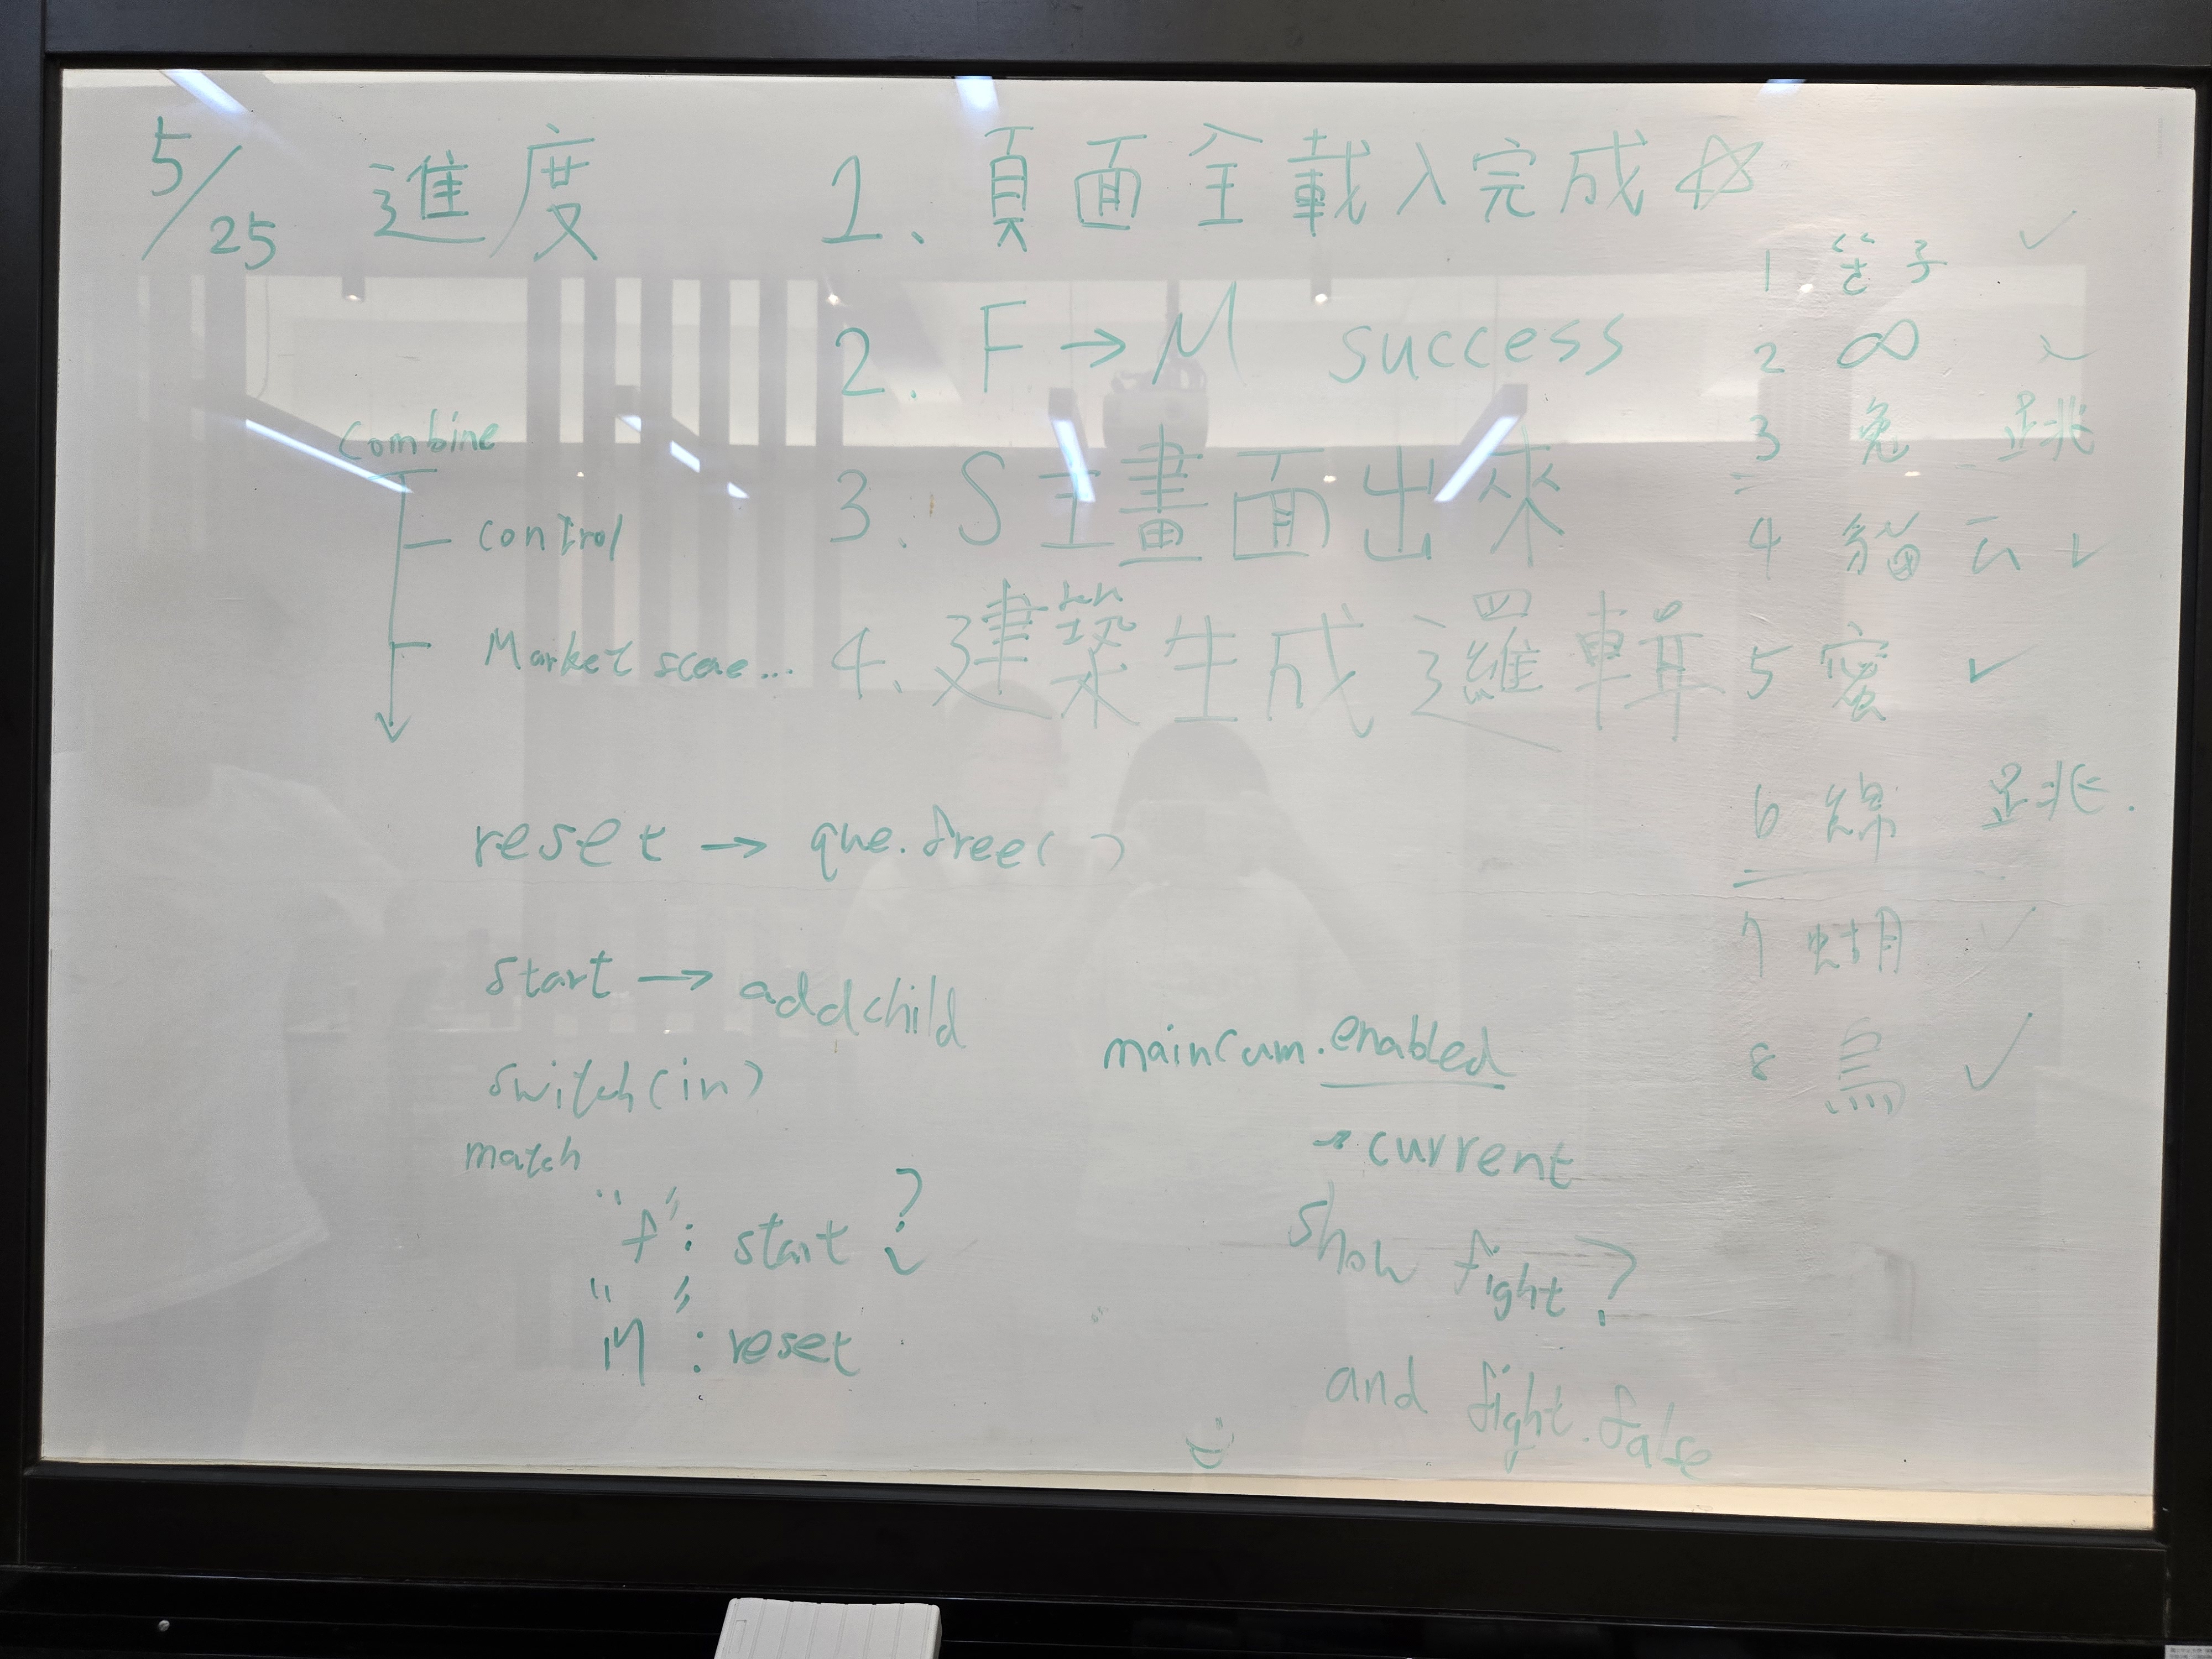 5/25 進度
1、頁面全載入完成☆
2. F → M success
3、S主畫面出來
4、建築生成邏輯
combine
control
Market scene...
reset → que.free( )
start → addchild
switch(in)
match
"f": start ?
"M": reset
mainCam.enabled
→ current
show fight ?
and fight.false
1 筐子 ✓
2 ∞
3 兔 跳
4 貓 ✓
5 蜜 ✓
6 綿 跳.
7 蝴 ✓
8 鳥 ✓